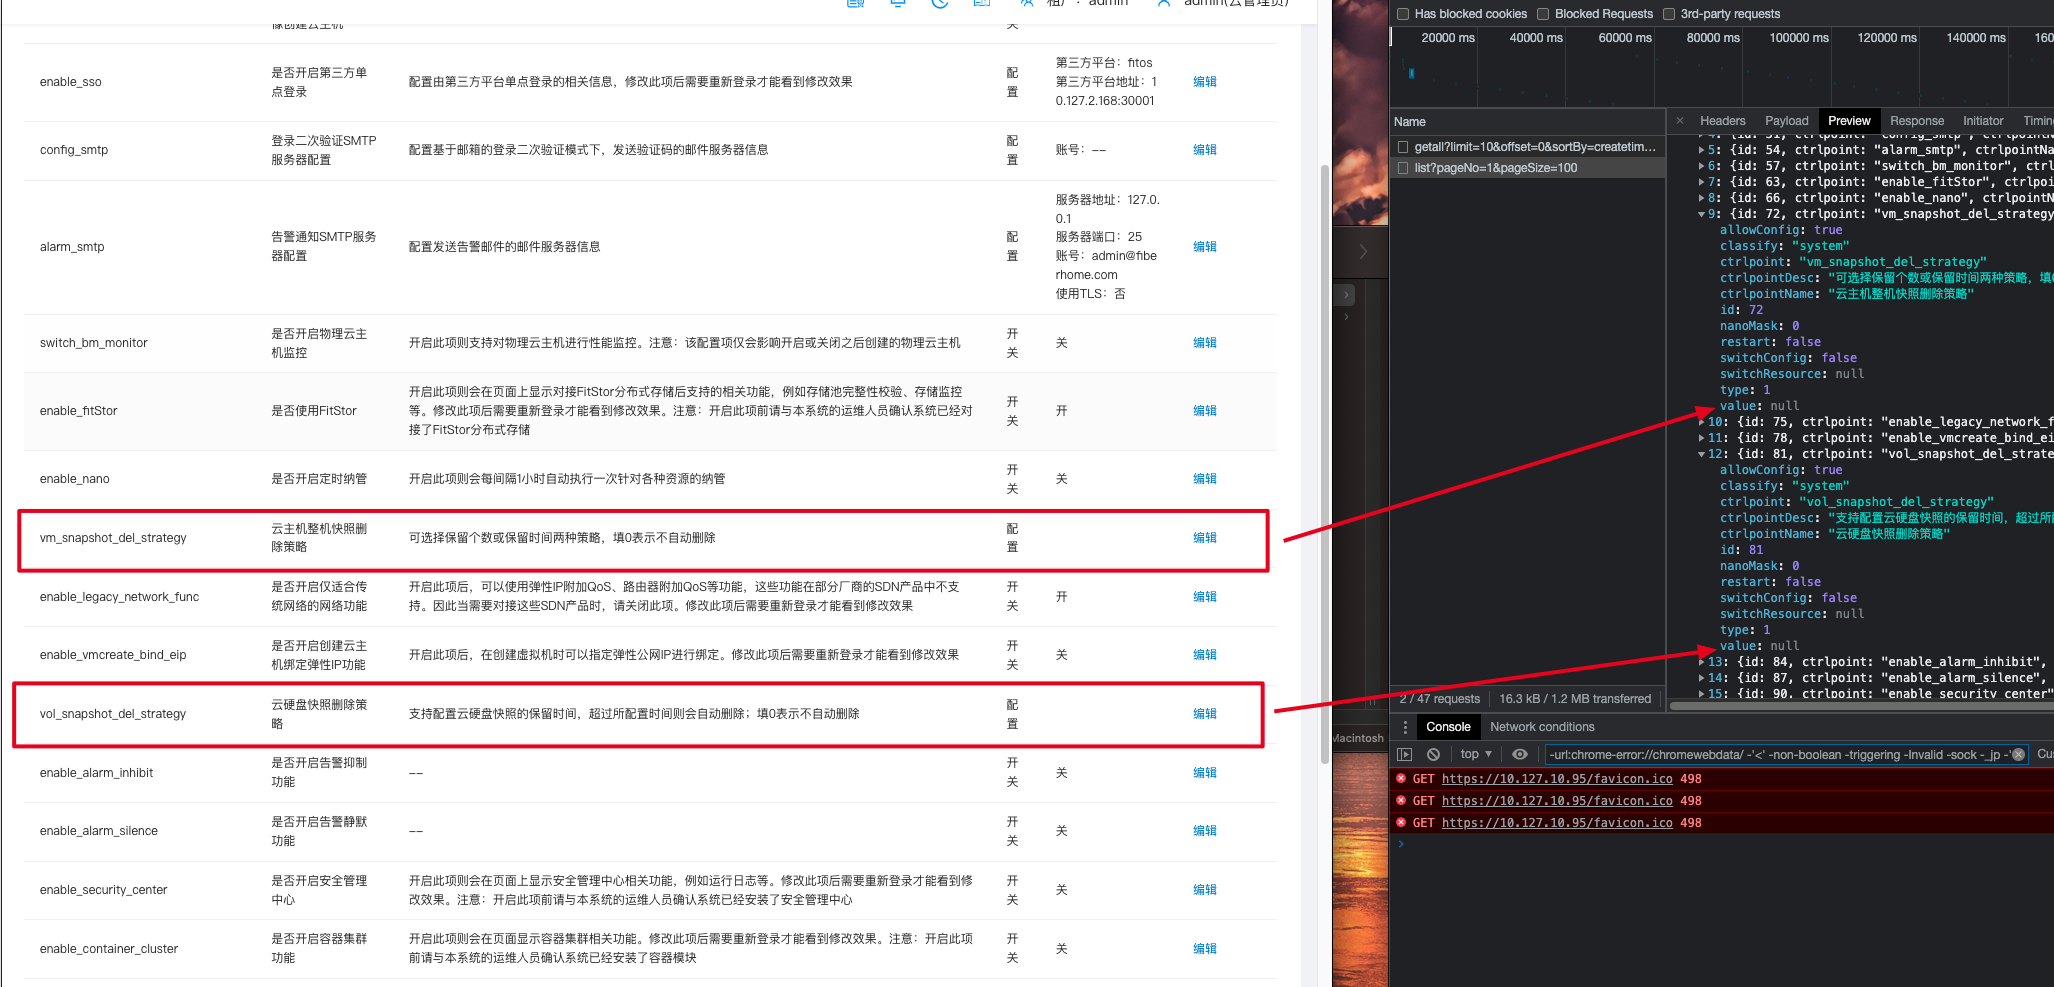 租户：admin
admin(云管理员)
像创建云主机
关
enable_sso
是否开启第三方单
点登录
配置由第三方平台单点登录的相关信息，修改此项后需要重新登录才能看到修改效果
配
置
第三方平台：fitos
第三方平台地址：1
0.127.2.168:30001
编辑
config_smtp
登录二次验证SMTP
服务器配置
配置基于邮箱的登录二次验证模式下，发送验证码的邮件服务器信息
配
置
账号：--
编辑
alarm_smtp
告警通知SMTP服务
器配置
配置发送告警邮件的邮件服务器信息
配
置
服务器地址：127.0.
0.1
服务器端口：25
账号：admin@fibe
rhome.com
使用TLS：否
编辑
switch_bm_monitor
是否开启物理云主
机监控
开启此项则支持对物理云主机进行性能监控。注意：该配置项仅会影响开启或关闭之后创建的物理云主机
开
关
关
编辑
enable_fitStor
是否使用FitStor
开启此项则会在页面上显示对接FitStor分布式存储后支持的相关功能，例如存储池完整性校验、存储监控
等。修改此项后需要重新登录才能看到修改效果。注意：开启此项前请与本系统的运维人员确认系统已经对
接了FitStor分布式存储
开
关
开
编辑
enable_nano
是否开启定时纳管
开启此项则会每间隔1小时自动执行一次针对各种资源的纳管
开
关
关
编辑
vm_snapshot_del_strategy
云主机整机快照删
除策略
可选择保留个数或保留时间两种策略，填0表示不自动删除
配
置
编辑
enable_legacy_network_func
是否开启仅适合传
统网络的网络功能
开启此项后，可以使用弹性IP附加QoS、路由器附加QoS等功能，这些功能在部分厂商的SDN产品中不支
持。因此当需要对接这些SDN产品时，请关闭此项。修改此项后需要重新登录才能看到修改效果
开
关
开
编辑
enable_vmcreate_bind_eip
是否开启创建云主
机绑定弹性IP功能
开启此项后，在创建虚拟机时可以指定弹性公网IP进行绑定。修改此项后需要重新登录才能看到修改效果
开
关
关
编辑
vol_snapshot_del_strategy
云硬盘快照删除策
略
支持配置云硬盘快照的保留时间，超过所配置时间则会自动删除；填0表示不自动删除
配
置
编辑
enable_alarm_inhibit
是否开启告警抑制
功能
--
开
关
关
编辑
enable_alarm_silence
是否开启告警静默
功能
--
开
关
关
编辑
enable_security_center
是否开启安全管理
中心
开启此项则会在页面上显示安全管理中心相关功能，例如运行日志等。修改此项后需要重新登录才能看到修
改效果。注意：开启此项前请与本系统的运维人员确认系统已经安装了安全管理中心
开
关
关
编辑
enable_container_cluster
是否开启容器集群
功能
开启此项则会在页面显示容器集群相关功能。修改此项后需要重新登录才能看到修改效果。注意：开启此项
前请与本系统的运维人员确认系统已经安装了容器模块
开
关
关
编辑
Macintosh
Has blocked cookies
Blocked Requests
3rd-party requests
20000 ms
40000 ms
60000 ms
80000 ms
100000 ms
120000 ms
140000 ms
160
Name
getall?limit=10&offset=0&sortBy=createtim...
list?pageNo=1&pageSize=100
2 / 47 requests
16.3 kB / 1.2 MB transferred
× Headers Payload Preview Response Initiator Timing
4: {id: 51, ctrlpoint: "config_smtp", ctrlpointN
5: {id: 54, ctrlpoint: "alarm_smtp", ctrlpointNa
6: {id: 57, ctrlpoint: "switch_bm_monitor", ctrl
7: {id: 63, ctrlpoint: "enable_fitStor", ctrlpoi
8: {id: 66, ctrlpoint: "enable_nano", ctrlpointN
9: {id: 72, ctrlpoint: "vm_snapshot_del_strategy
allowConfig: true
classify: "system"
ctrlpoint: "vm_snapshot_del_strategy"
ctrlpointDesc: "可选择保留个数或保留时间两种策略，填0
ctrlpointName: "云主机整机快照删除策略"
id: 72
nanoMask: 0
restart: false
switchConfig: false
switchResource: null
type: 1
value: null
10: {id: 75, ctrlpoint: "enable_legacy_network_f
11: {id: 78, ctrlpoint: "enable_vmcreate_bind_ei
12: {id: 81, ctrlpoint: "vol_snapshot_del_strate
allowConfig: true
classify: "system"
ctrlpoint: "vol_snapshot_del_strategy"
ctrlpointDesc: "支持配置云硬盘快照的保留时间，超过所
ctrlpointName: "云硬盘快照删除策略"
id: 81
nanoMask: 0
restart: false
switchConfig: false
switchResource: null
type: 1
value: null
13: {id: 84, ctrlpoint: "enable_alarm_inhibit",
14: {id: 87, ctrlpoint: "enable_alarm_silence",
15: {id: 90, ctrlpoint: "enable_security_center"
Console
Network conditions
top
-url:chrome-error://chromewebdata/ -'<' -non-boolean -triggering -Invalid -sock -_jp -'
GET https://10.127.10.95/favicon.ico 498
GET https://10.127.10.95/favicon.ico 498
GET https://10.127.10.95/favicon.ico 498